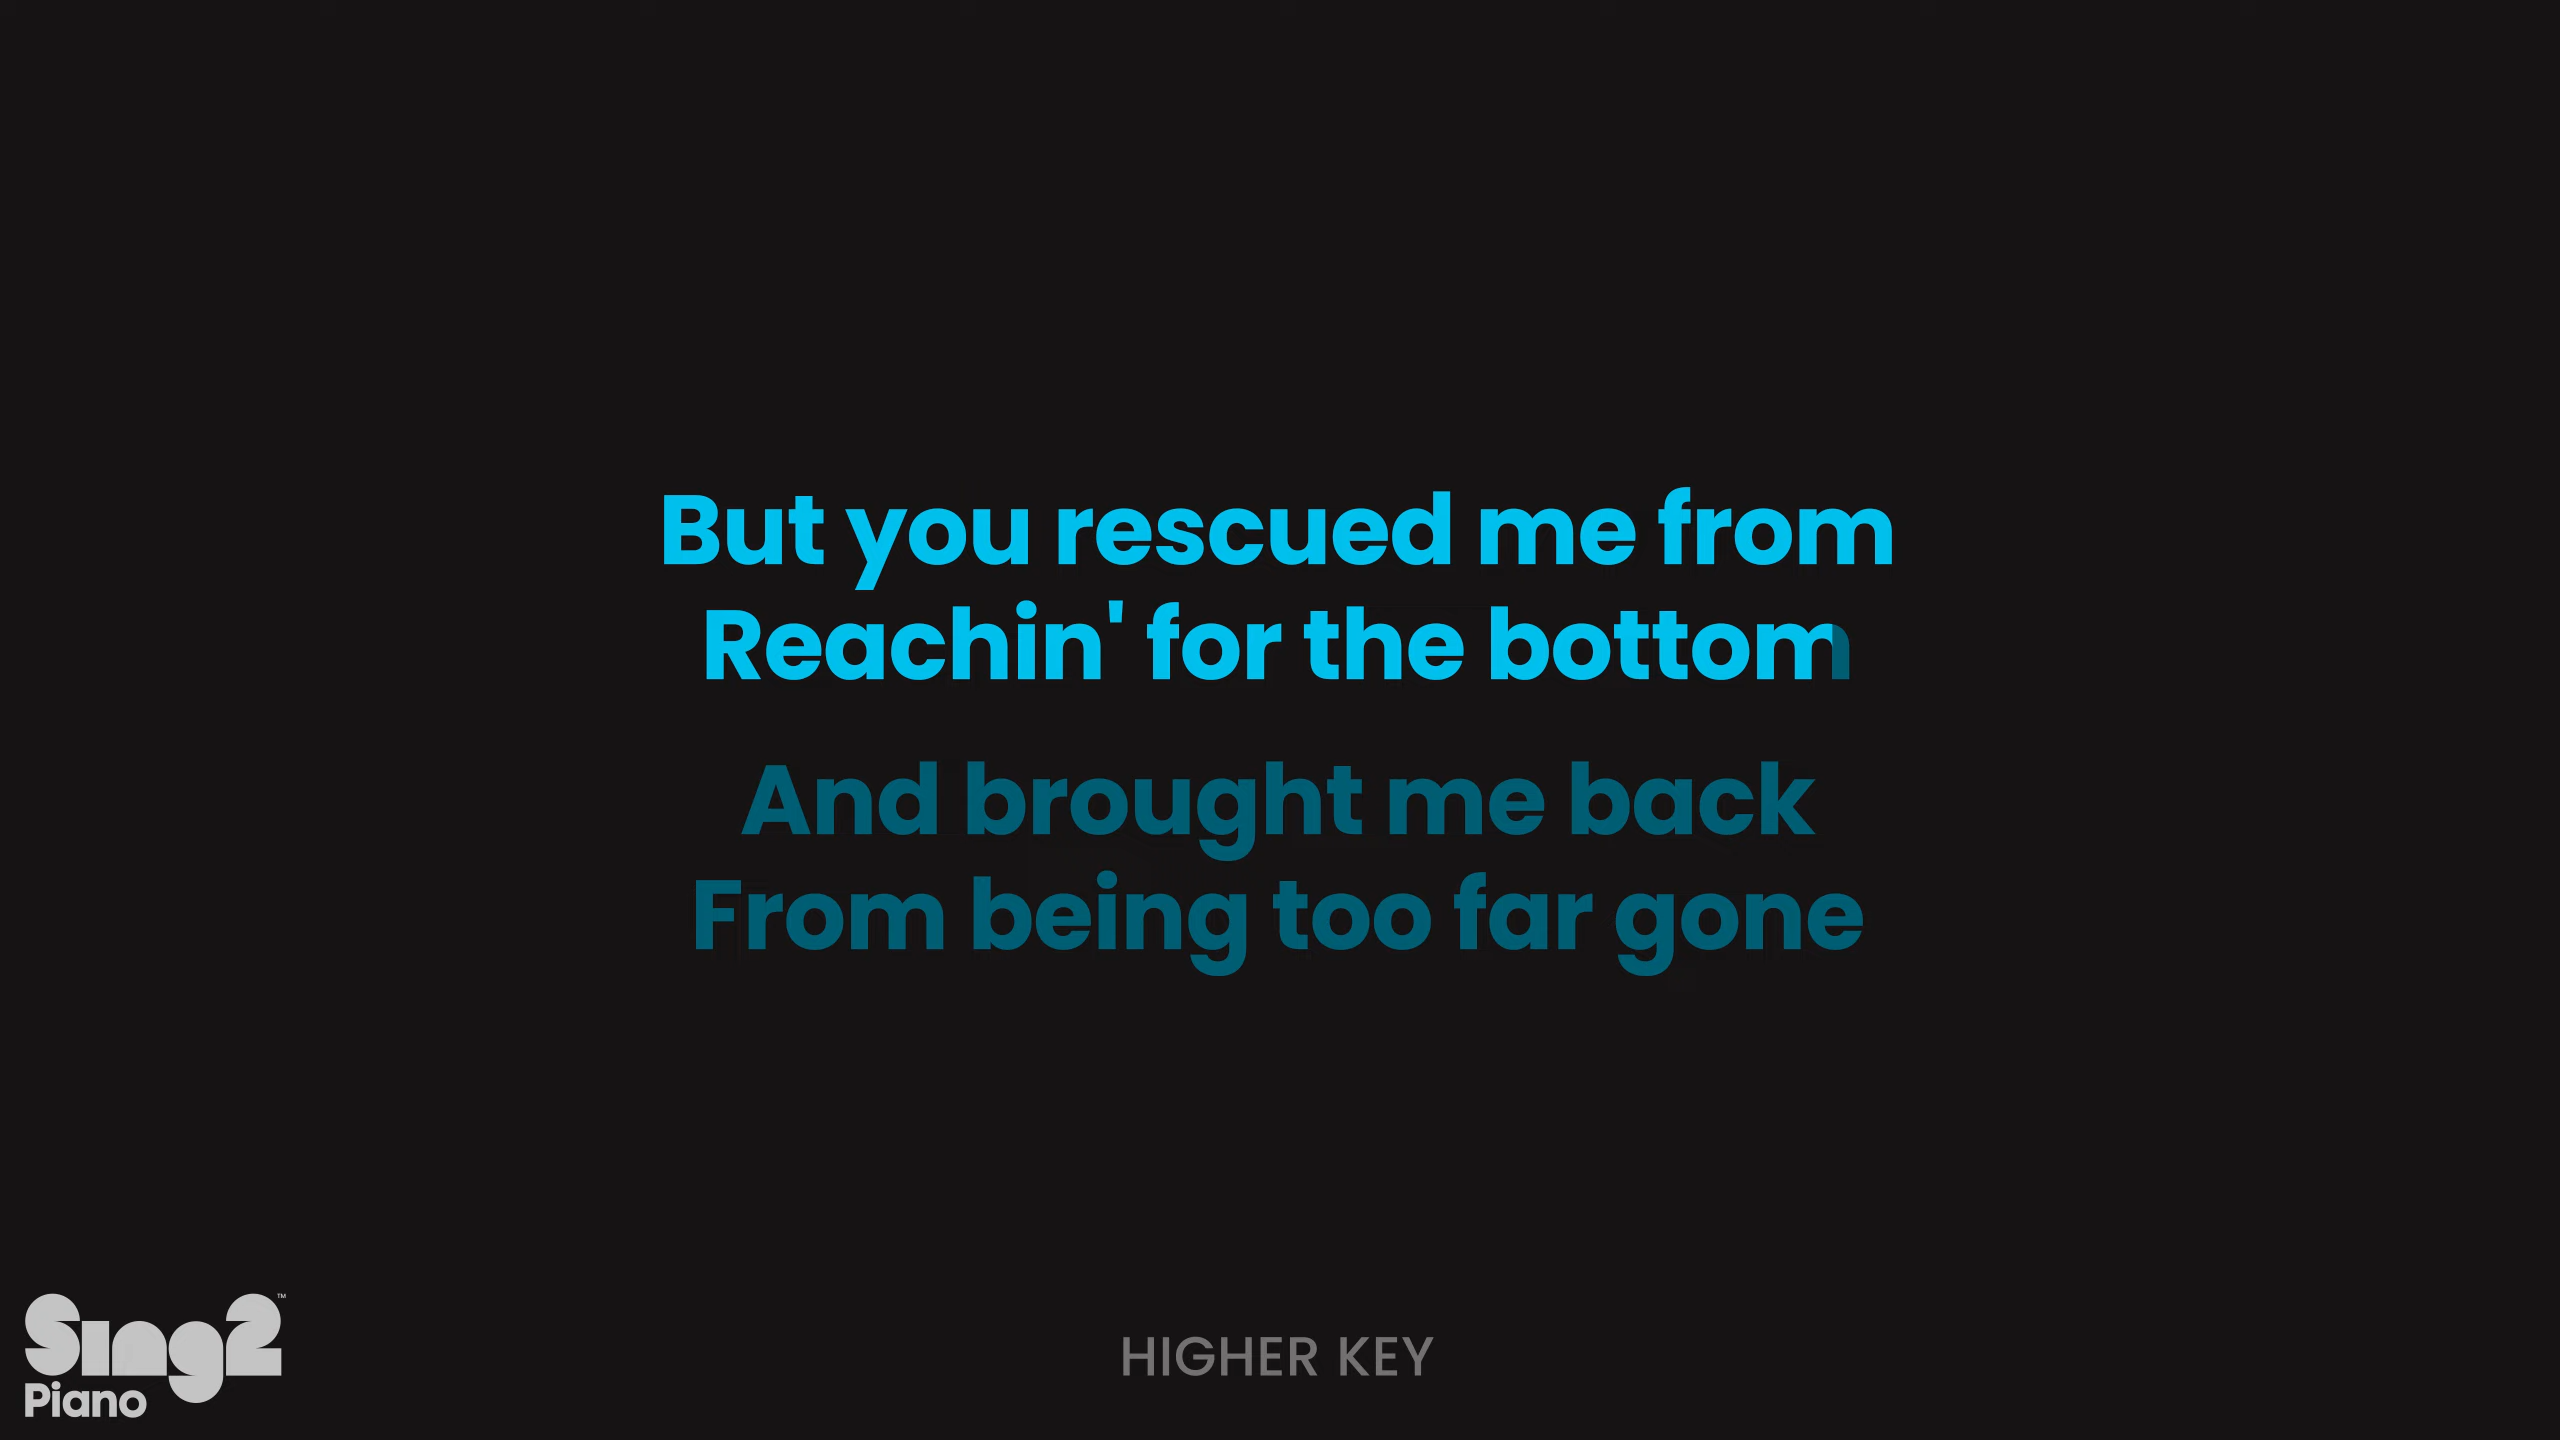 But you rescued me from
Reachin' for the bottom
And brought me back
From being too far gone
Sing2™
Piano
HIGHER KEY